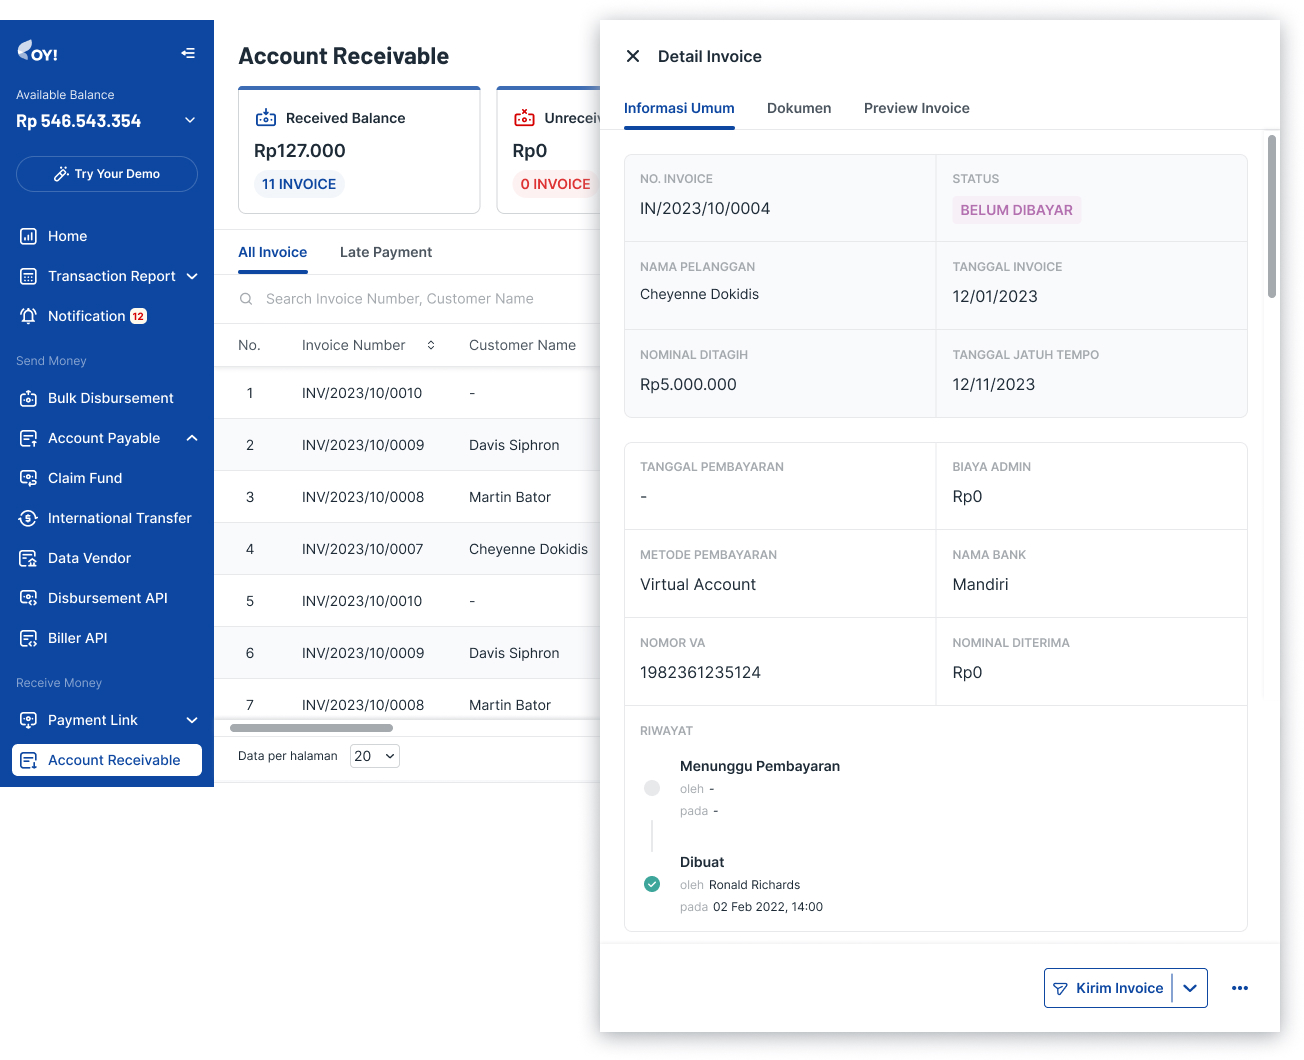 OY!
Available Balance
Rp 546.543.354
Try Your Demo
Home
Transaction Report
Notification 12
Send Money
Bulk Disbursement
Account Payable
Claim Fund
International Transfer
Data Vendor
Disbursement API
Biller API
Receive Money
Payment Link
Account Receivable
Account Receivable
Received Balance
Rp127.000
11 INVOICE
Rp0
0 INVOICE
All Invoice Late Payment
Search Invoice Number, Customer Name
No. Invoice Number Customer Name
1 INV/2023/10/0010 -
2 INV/2023/10/0009 Davis Siphron
3 INV/2023/10/0008 Martin Bator
4 INV/2023/10/0007 Cheyenne Dokidis
5 INV/2023/10/0010 -
6 INV/2023/10/0009 Davis Siphron
7 INV/2023/10/0008 Martin Bator
Data per halaman 20
Detail Invoice
Informasi Umum Dokumen Preview Invoice
NO. INVOICE
IN/2023/10/0004
STATUS
BELUM DIBAYAR
NAMA PELANGGAN
Cheyenne Dokidis
TANGGAL INVOICE
12/01/2023
NOMINAL DITAGIH
Rp5.000.000
TANGGAL JATUH TEMPO
12/11/2023
TANGGAL PEMBAYARAN
-
BIAYA ADMIN
Rp0
METODE PEMBAYARAN
Virtual Account
NAMA BANK
Mandiri
NOMOR VA
1982361235124
NOMINAL DITERIMA
Rp0
RIWAYAT
Menunggu Pembayaran
oleh -
pada -
Dibuat
oleh Ronald Richards
pada 02 Feb 2022, 14:00
Kirim Invoice